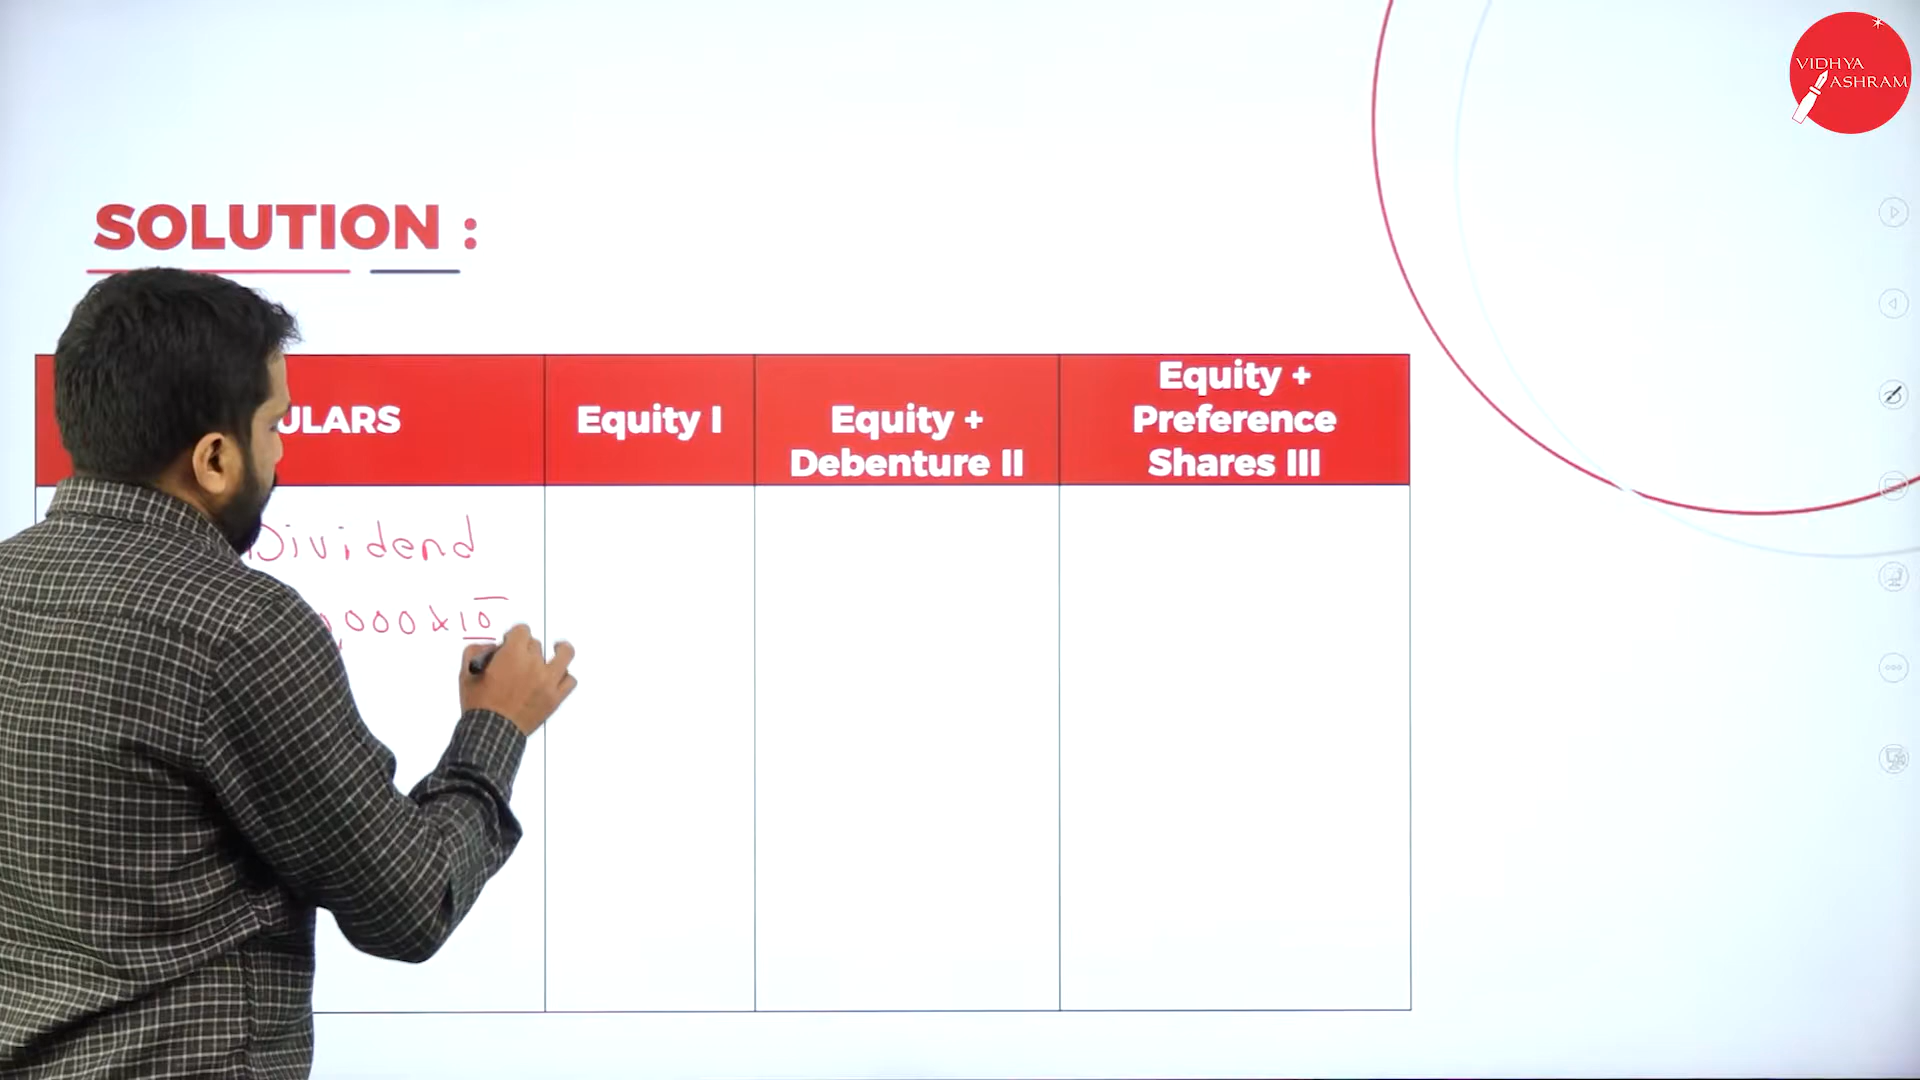 VIDHYA
ASHRAM
SOLUTION :
ULARS
Equity I
Equity +
Debenture II
Equity +
Preference
Shares III
Dividend
,000 x 10